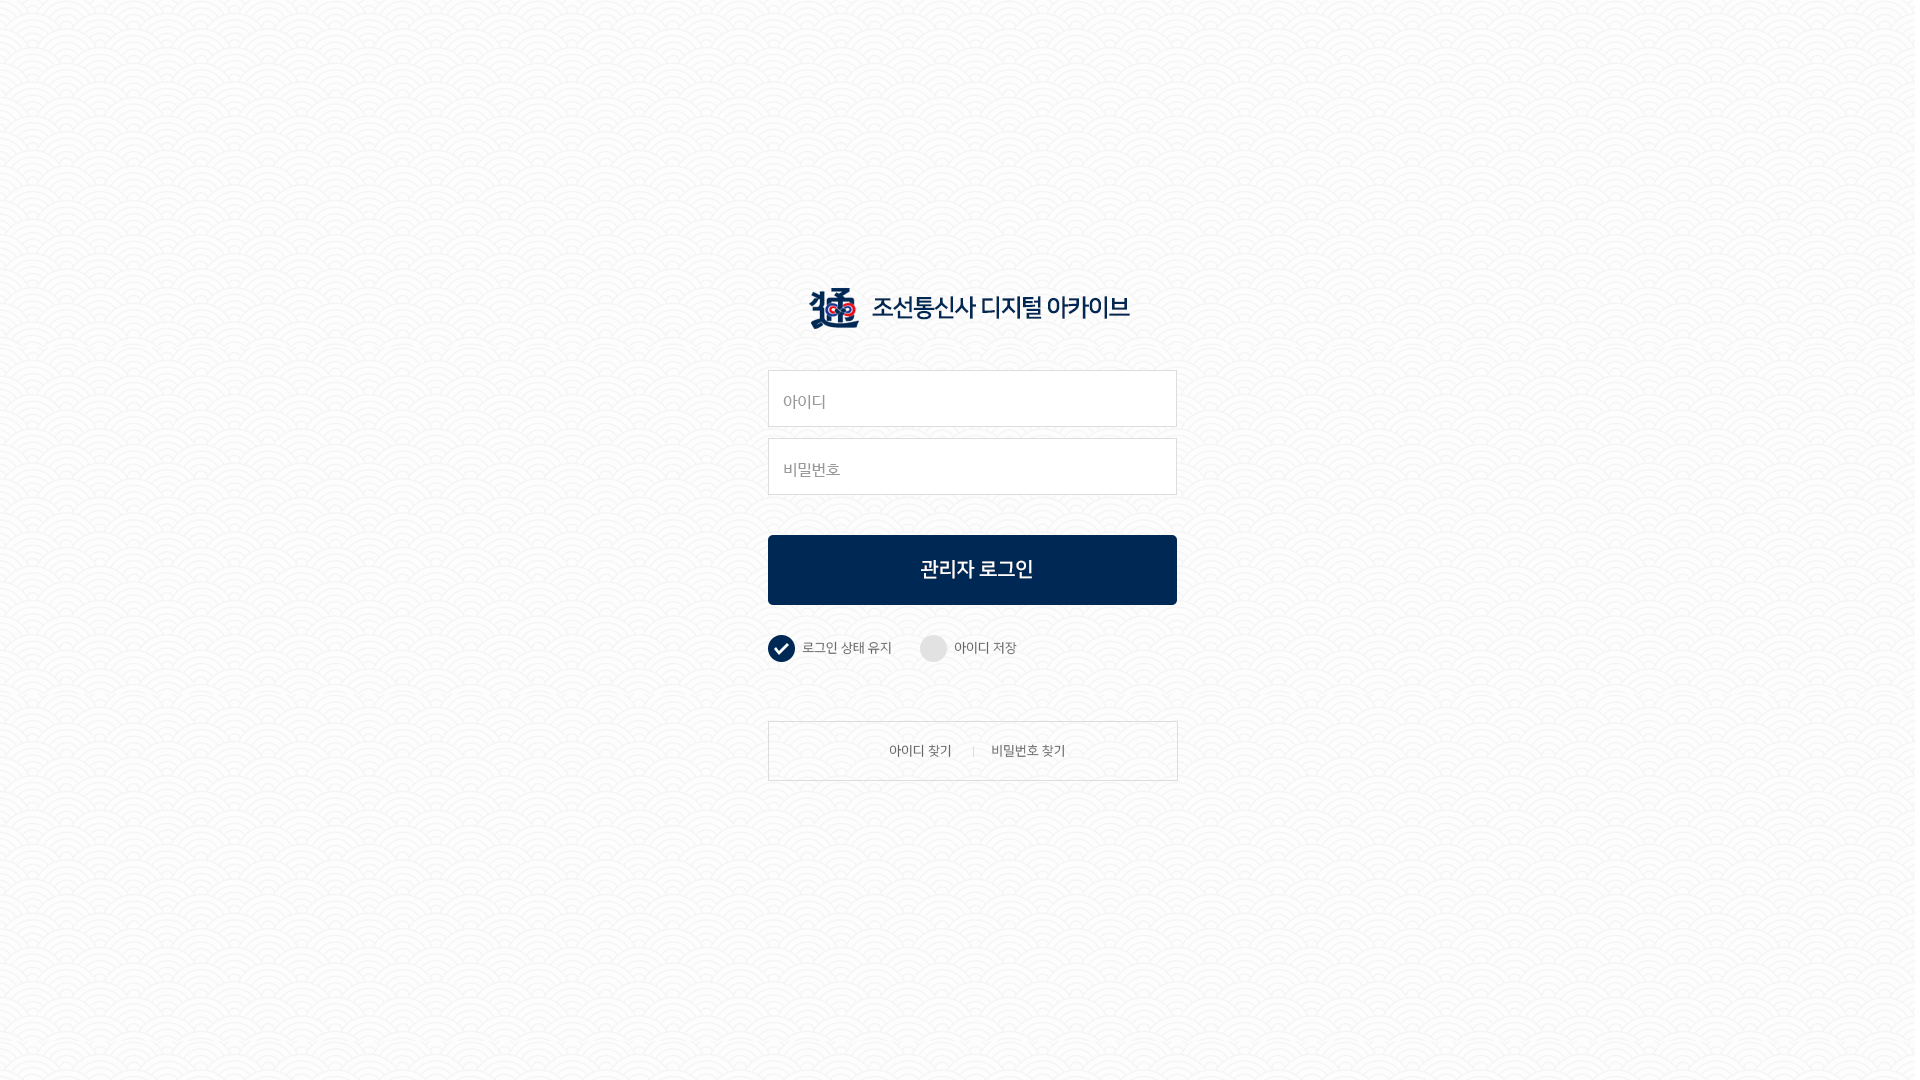 通 조선통신사 디지털 아카이브
아이디
비밀번호
관리자 로그인
로그인 상태 유지 아이디 저장
아이디 찾기 | 비밀번호 찾기